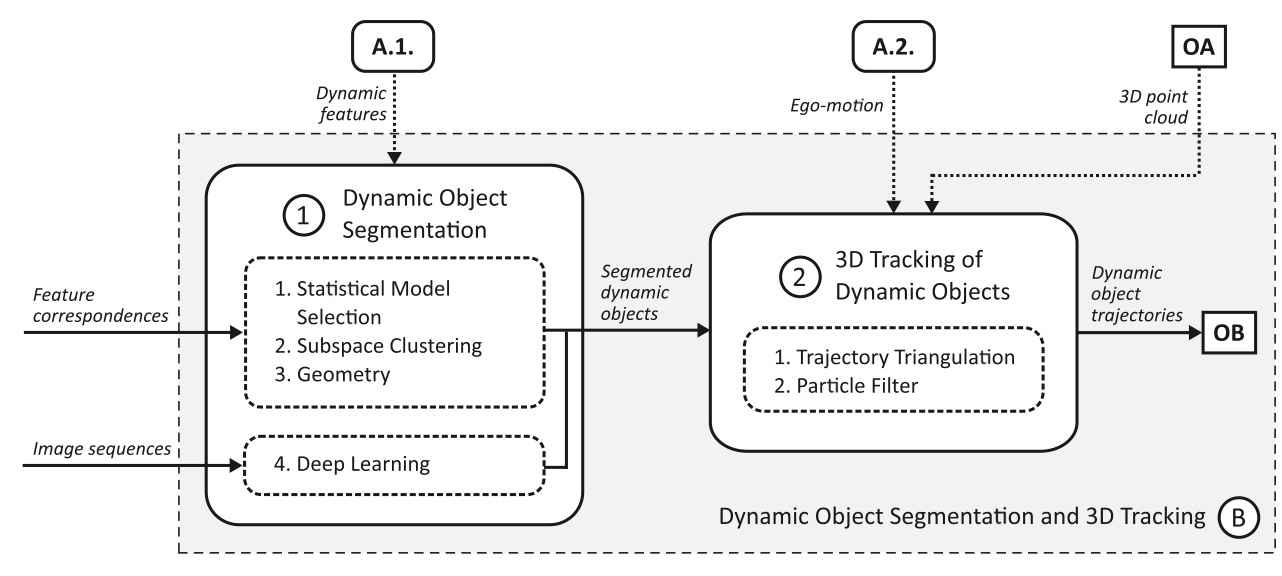 A.1.
A.2.
OA
Dynamic
features
Ego-motion
3D point
cloud
1
Dynamic Object
Segmentation
1. Statistical Model
Selection
2. Subspace Clustering
3. Geometry
4. Deep Learning
Feature
correspondences
Image sequences
Segmented
dynamic
objects
2
3D Tracking of
Dynamic Objects
1. Trajectory Triangulation
2. Particle Filter
Dynamic
object
trajectories
OB
Dynamic Object Segmentation and 3D Tracking B